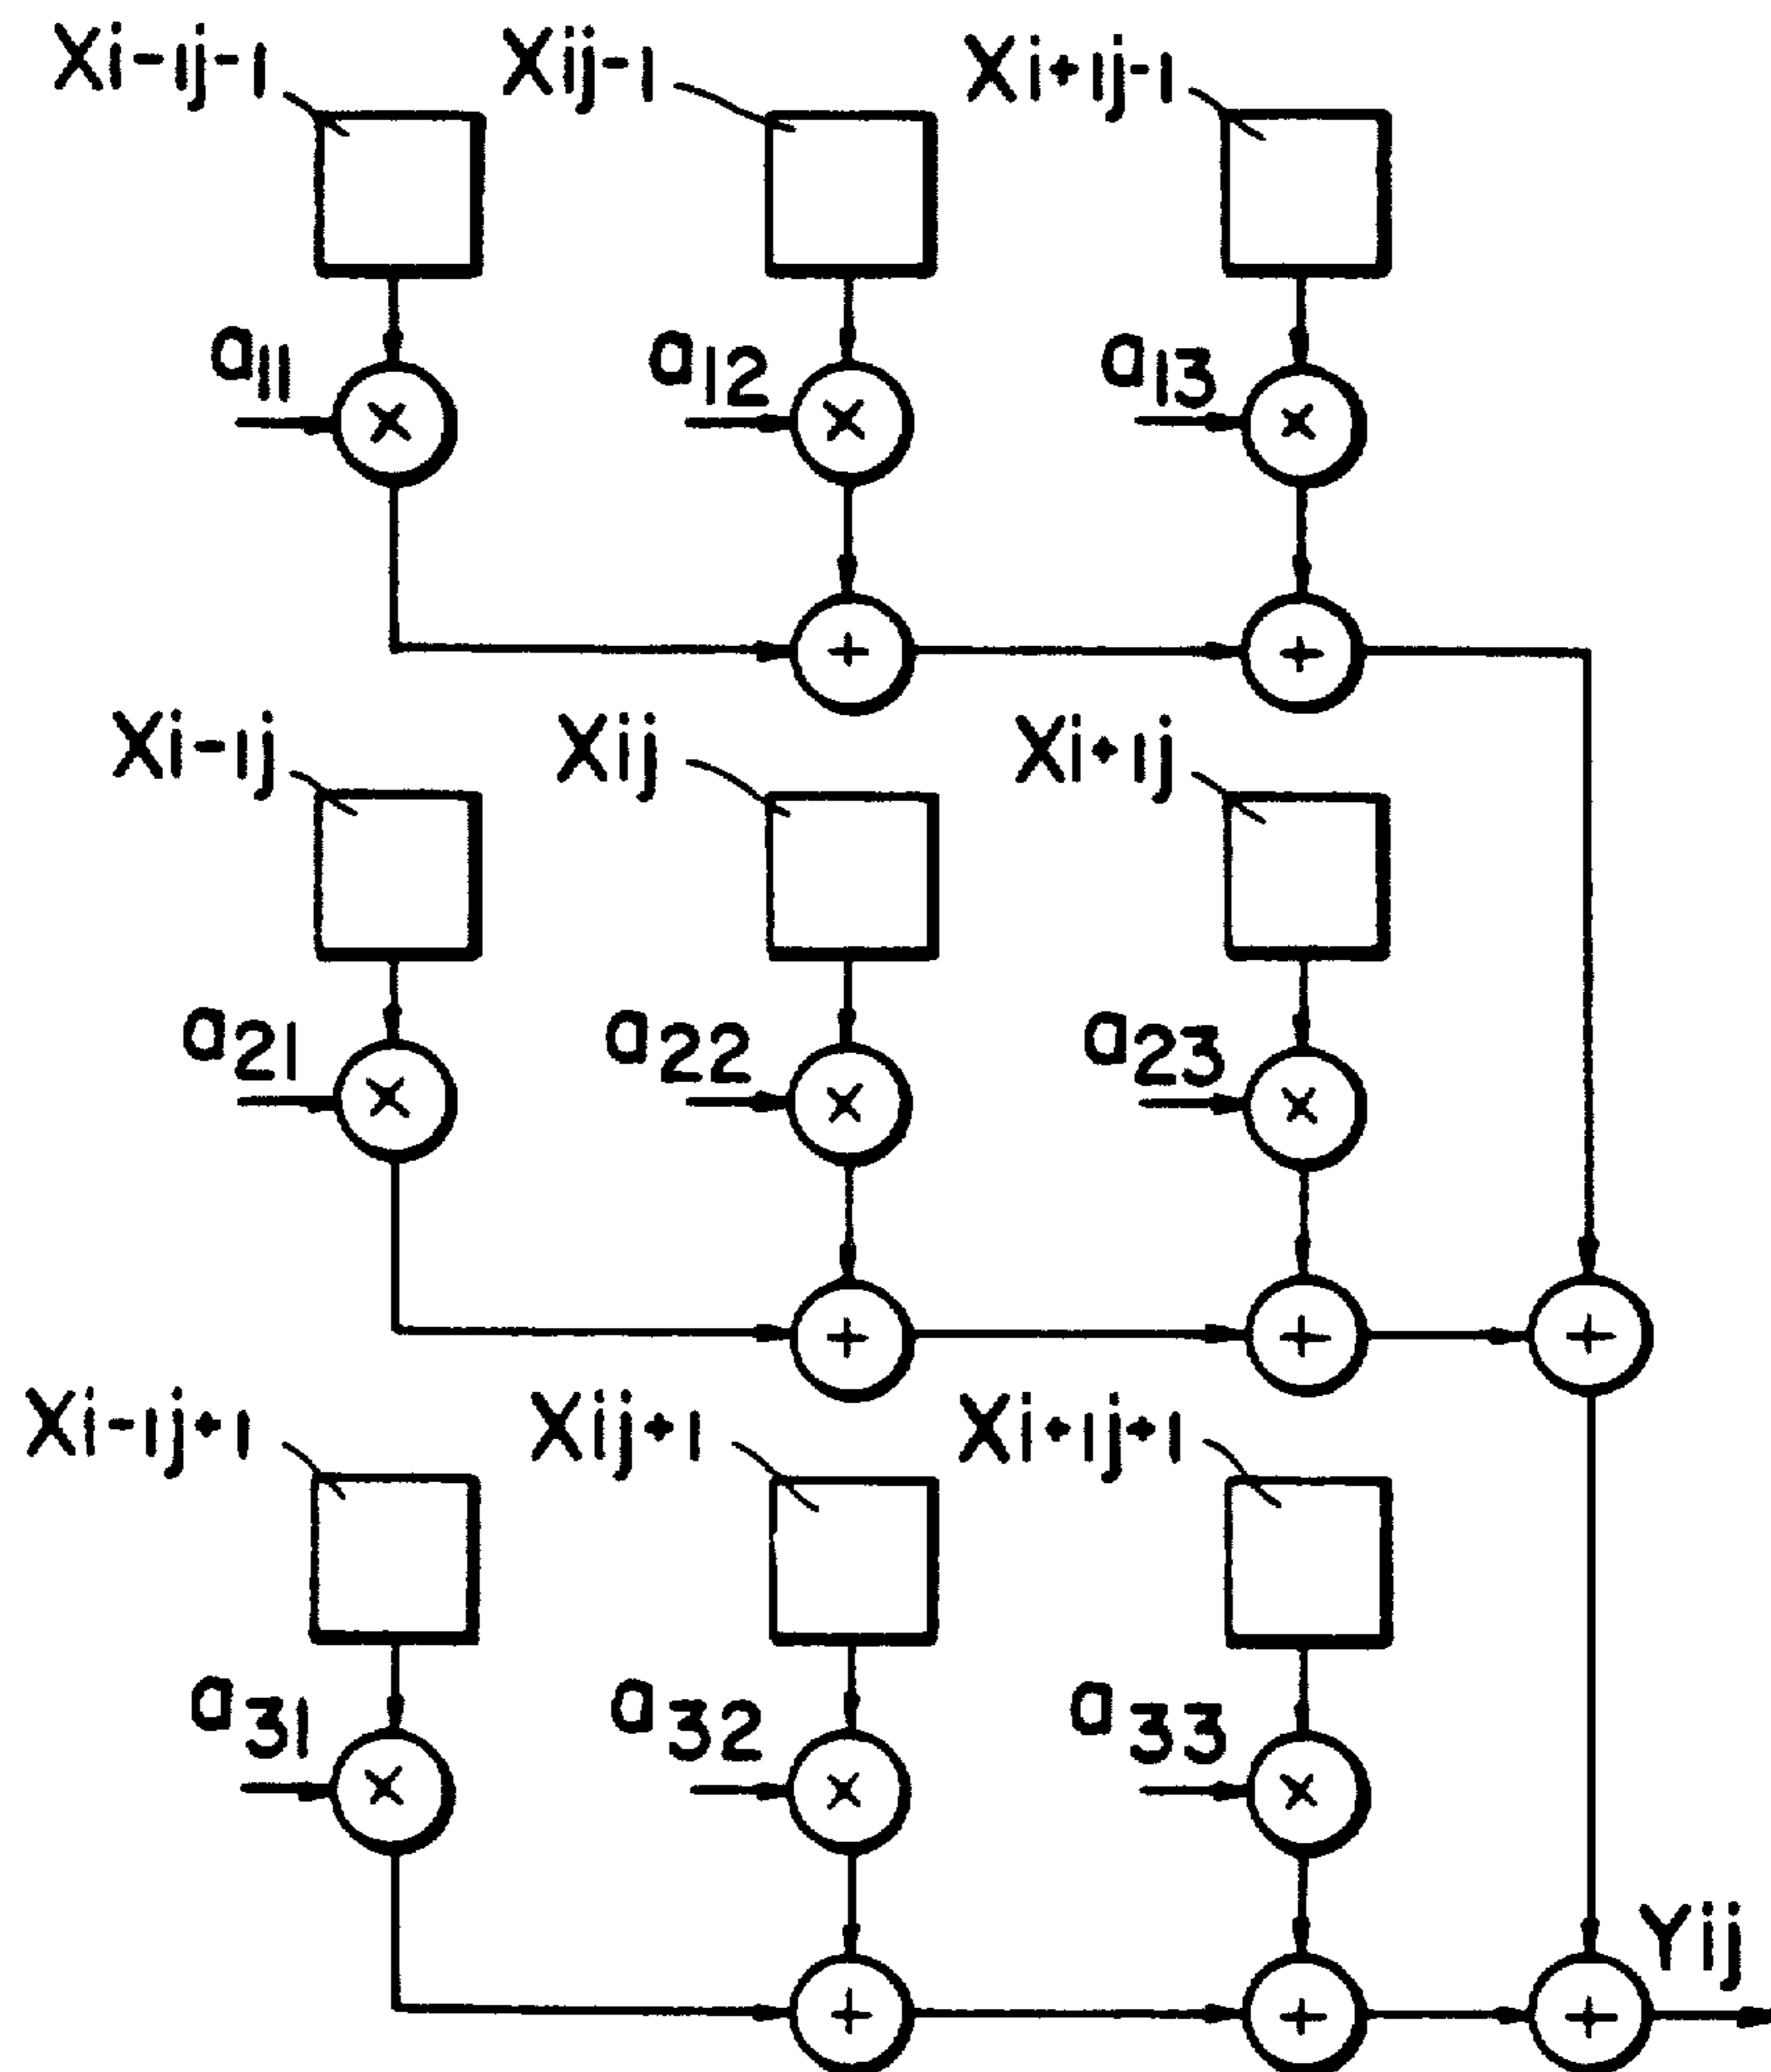 Xi-1j-1 Xij-1 Xi+1j-1
a11 a12 a13
× × ×
+ +
Xi-1j Xij Xi+1j
a21 a22 a23
× × ×
+ + +
Xi-1j+1 Xij+1 Xi+1j+1
a31 a32 a33
× × ×
Yij
+ + +